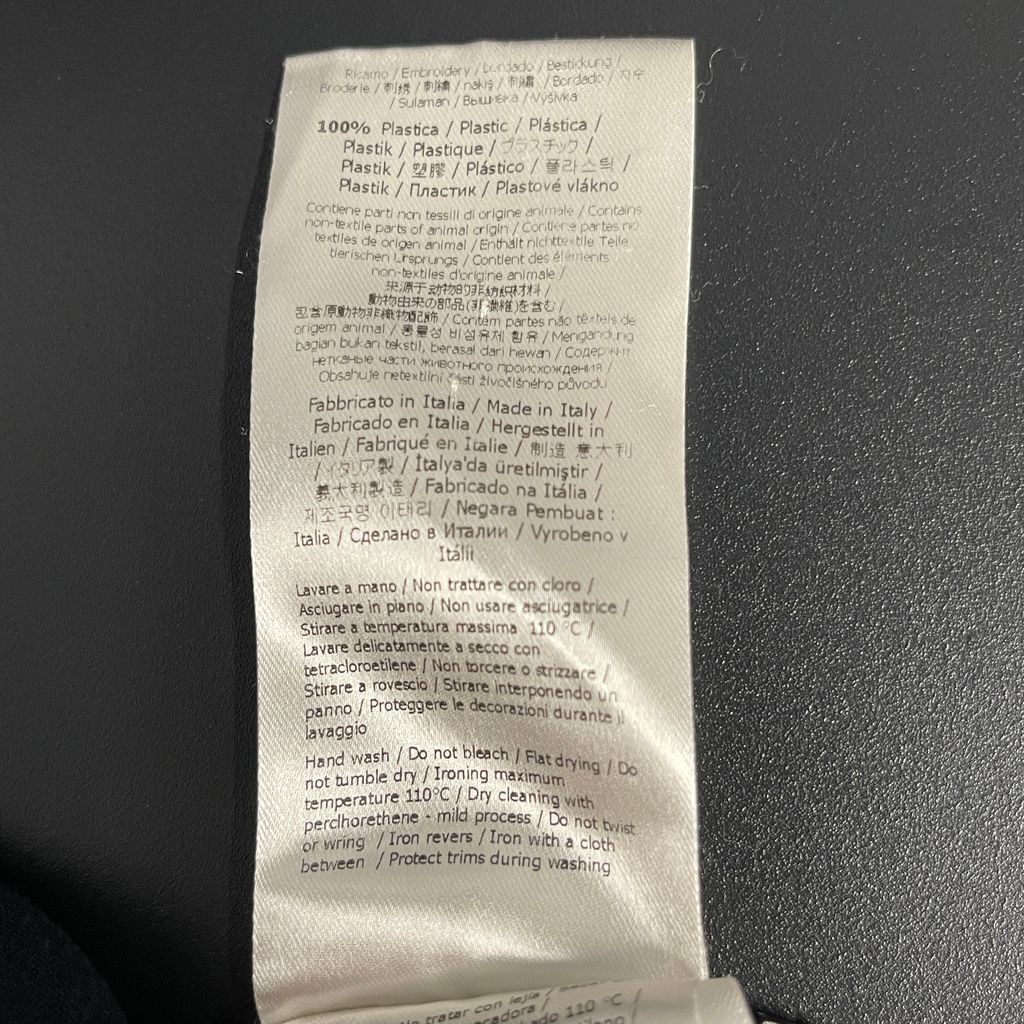 Ricamo / Embroidery / Bordado / Bestickung /
Broderie / 刺绣 / 刺繍 / nakış / 刺繡 / Bordado / 자수
/ Sulaman / Вышивка / Výšivka
100% Plastica / Plastic / Plástica /
Plastik / Plastique / プラスチック /
Plastik / 塑膠 / Plástico / 플라스틱 /
Plastik / Пластик / Plastové vlákno
Contiene parti non tessili di origine animale / Contains
non-textile parts of animal origin / Contiene partes no
textiles de origen animal / Enthält nichttextile Teile
tierischen Ursprungs / Contient des éléments
non-textiles d'origine animale /
来源于动物的非纺织材料 /
動物由来の部品(非繊維)を含む /
包含原動物非織物配飾 / Contém partes não têxteis de
origem animal / 동물성 비섬유제 함유 / Mengandung
bagian bukan tekstil, berasal dari hewan / Содержит
нетканые части животного происхождения /
Obsahuje netextilní části živočišného původu
Fabbricato in Italia / Made in Italy /
Fabricado en Italia / Hergestellt in
Italien / Fabriqué en Italie / 制造 意大利
/ イタリア製 / İtalya'da üretilmiştir /
義大利製造 / Fabricado na Itália /
제조국명 이태리 / Negara Pembuat :
Italia / Сделано в Италии / Vyrobeno v
Itálii
Lavare a mano / Non trattare con cloro /
Asciugare in piano / Non usare asciugatrice /
Stirare a temperatura massima 110 °C /
Lavare delicatamente a secco con
tetracloroetilene / Non torcere o strizzare /
Stirare a rovescio / Stirare interponendo un
panno / Proteggere le decorazioni durante il
lavaggio
Hand wash / Do not bleach / Flat drying / Do
not tumble dry / Ironing maximum
temperature 110°C / Dry cleaning with
perclhorethene - mild process / Do not twist
or wring / Iron revers / Iron with a cloth
between / Protect trims during washing
tratar con lejía /
110 °C /